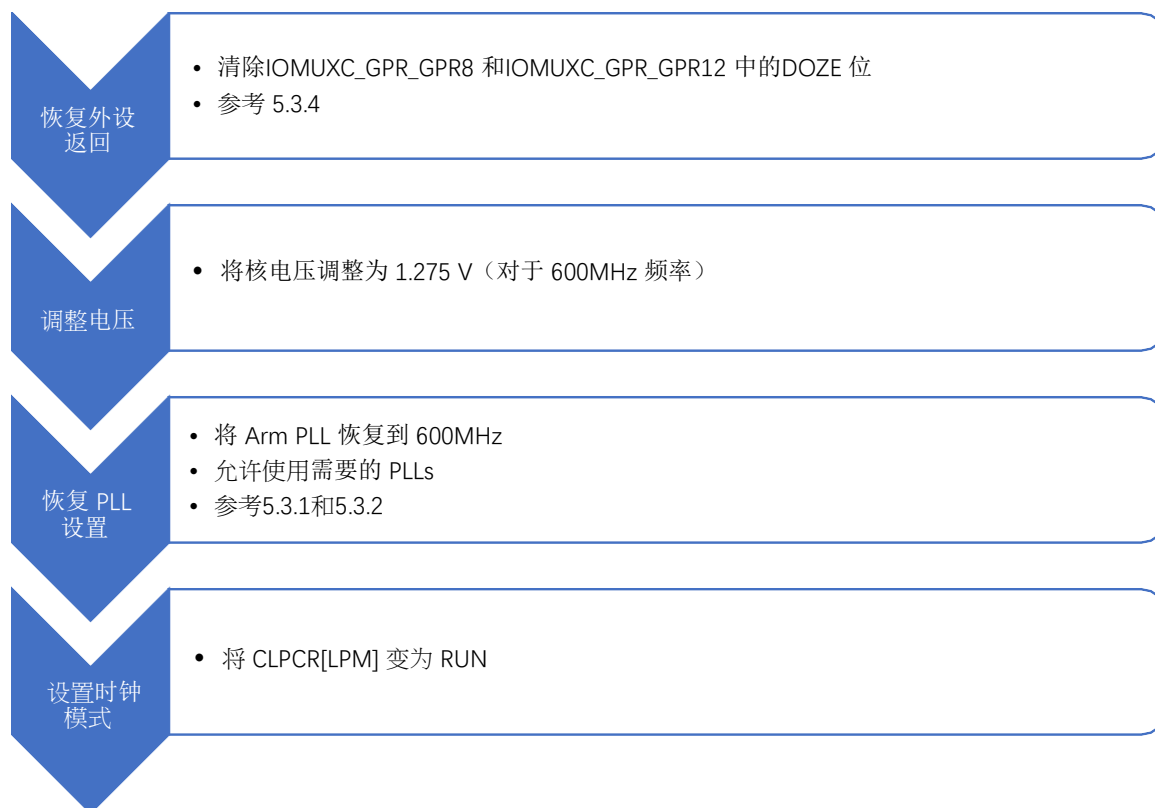 恢复外设
返回
• 清除IOMUXC_GPR_GPR8 和IOMUXC_GPR_GPR12 中的DOZE 位
• 参考 5.3.4
调整电压
• 将核电压调整为 1.275 V（对于 600MHz 频率）
恢复 PLL
设置
• 将 Arm PLL 恢复到 600MHz
• 允许使用需要的 PLLs
• 参考5.3.1和5.3.2
设置时钟
模式
• 将 CLPCR[LPM] 变为 RUN